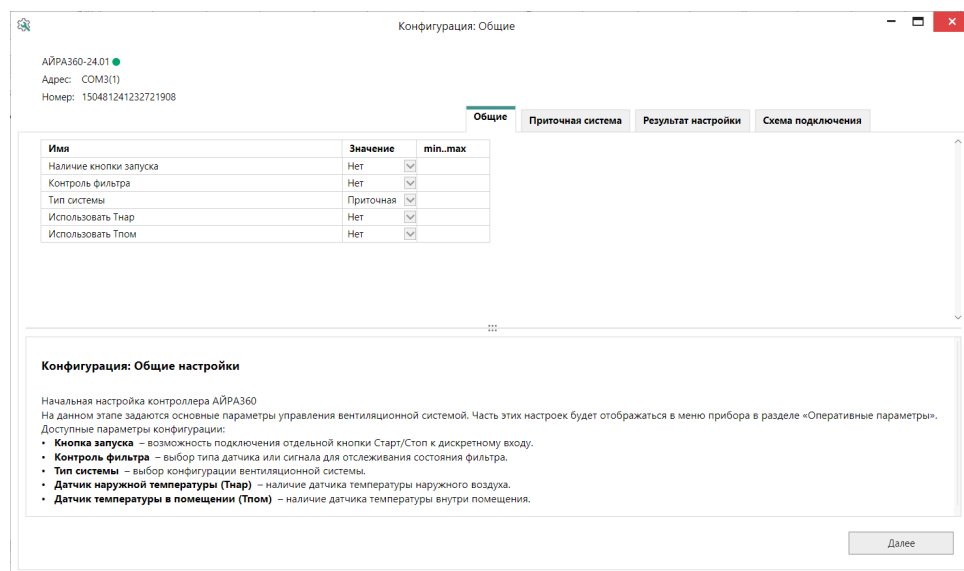 Конфигурация: Общие
АЙРА360-24.01
Адрес: COM3(1)
Номер: 150481241232721908
Общие Приточная система Результат настройки Схема подключения
Имя Значение min..max
Наличие кнопки запуска Нет
Контроль фильтра Нет
Тип системы Приточная
Использовать Тнар Нет
Использовать Тпом Нет
Конфигурация: Общие настройки
Начальная настройка контроллера АЙРА360
На данном этапе задаются основные параметры управления вентиляционной системой. Часть этих настроек будет отображаться в меню прибора в разделе «Оперативные параметры».
Доступные параметры конфигурации:
• Кнопка запуска – возможность подключения отдельной кнопки Старт/Стоп к дискретному входу.
• Контроль фильтра – выбор типа датчика или сигнала для отслеживания состояния фильтра.
• Тип системы – выбор конфигурации вентиляционной системы.
• Датчик наружной температуры (Тнар) – наличие датчика температуры наружного воздуха.
• Датчик температуры в помещении (Тпом) – наличие датчика температуры внутри помещения.
Далее